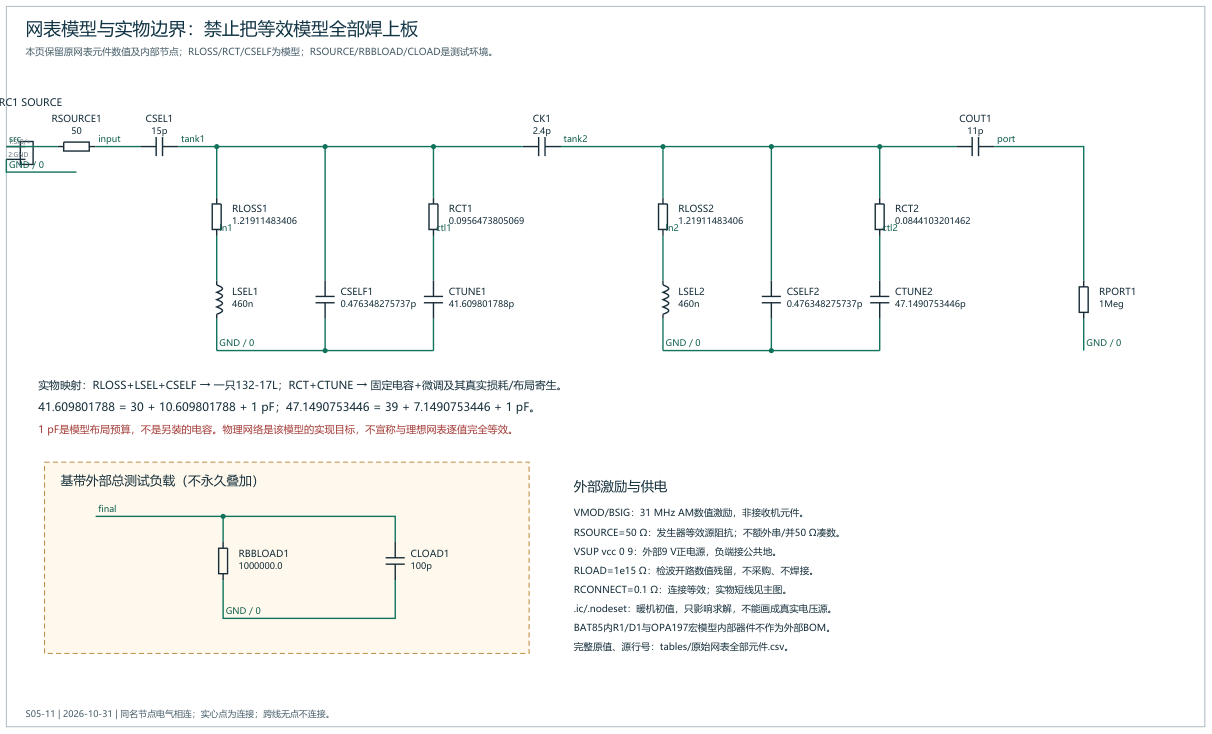 网表模型与实物边界：禁止把等效模型全部焊上板
本页保留原网表元件数值及内部节点；RLOSS/RCT/CSELF为模型；RSOURCE/RBBLOAD/CLOAD是测试环境。
RC1 SOURCE
RSOURCE1
50
CSEL1
15p
CK1
2.4p
COUT1
11p
src
input
tank1
tank2
port
2:GND
GND / 0
RLOSS1
1.21911483406
ln1
RCT1
0.0956473805069
ctl1
RLOSS2
1.21911483406
ln2
RCT2
0.0844103201462
ctl2
LSEL1
460n
CSELF1
0.476348275737p
CTUNE1
41.609801788p
LSEL2
460n
CSELF2
0.476348275737p
CTUNE2
47.1490753446p
RPORT1
1Meg
GND / 0
GND / 0
GND / 0
实物映射：RLOSS+LSEL+CSELF → 一只132-17L；RCT+CTUNE → 固定电容+微调及其真实损耗/布局寄生。
41.609801788 = 30 + 10.609801788 + 1 pF；47.1490753446 = 39 + 7.1490753446 + 1 pF。
1 pF是模型布局预算，不是另装的电容。物理网络是该模型的实现目标，不宣称与理想网表逐值完全等效。
基带外部总测试负载（不永久叠加）
final
RBBLOAD1
1000000.0
CLOAD1
100p
GND / 0
外部激励与供电
VMOD/BSIG：31 MHz AM数值激励，非接收机元件。
RSOURCE=50 Ω：发生器等效源阻抗；不额外串/并50 Ω凑数。
VSUP vcc 0 9：外部9 V正电源，负端接公共地。
RLOAD=1e15 Ω：检波开路数值残留，不采购、不焊接。
RCONNECT=0.1 Ω：连接等效；实物短线见主图。
.ic/.nodeset：暖机初值，只影响求解，不能画成真实电压源。
BAT85内R1/D1与OPA197宏模型内部器件不作为外部BOM。
完整原值、源行号：tables/原始网表全部元件.csv。
S05-11 | 2026-10-31 | 同名节点电气相连；实心点为连接；跨线无点不连接。